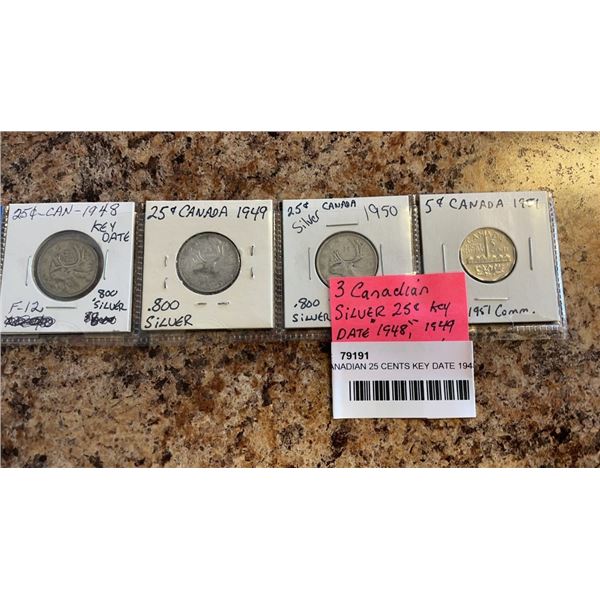 25¢-CAN-1948
KEY
DATE
F-12
.800
SILVER
25¢ CANADA 1949
.800
SILVER
25¢ CANADA
Silver 1950
.800
SILVER
5¢ CANADA 1951
1951 Comm.
3 Canadian
SILVER 25¢ Key
DATE "1948", 1949
79191
ANADIAN 25 CENTS KEY DATE 194